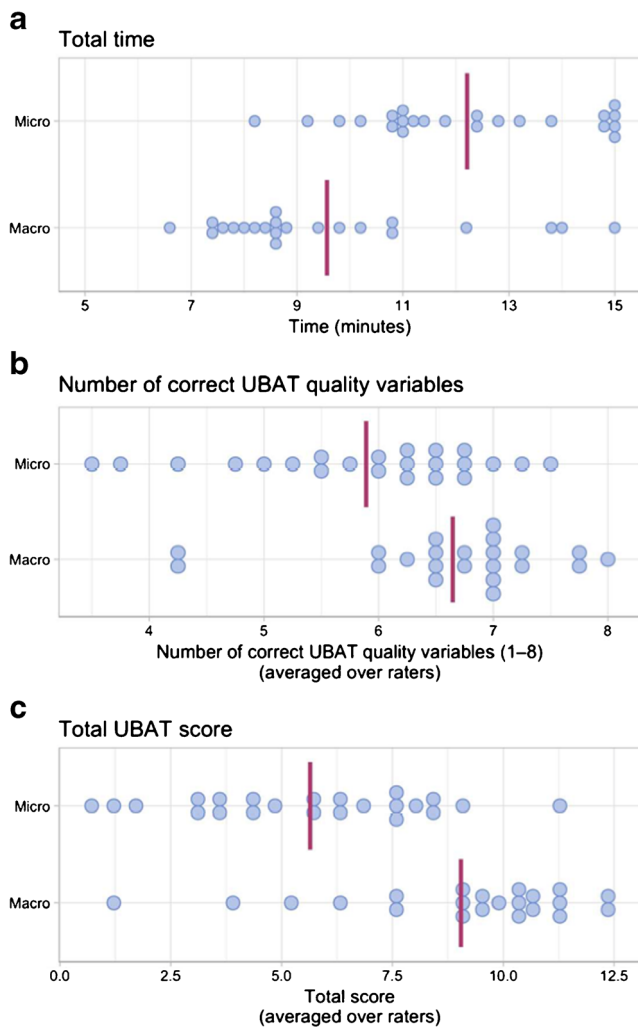 a
Total time
Micro
Macro
5 7 9 11 13 15
Time (minutes)
b
Number of correct UBAT quality variables
Micro
Macro
4 5 6 7 8
Number of correct UBAT quality variables (1–8)
(averaged over raters)
c
Total UBAT score
Micro
Macro
0.0 2.5 5.0 7.5 10.0 12.5
Total score
(averaged over raters)